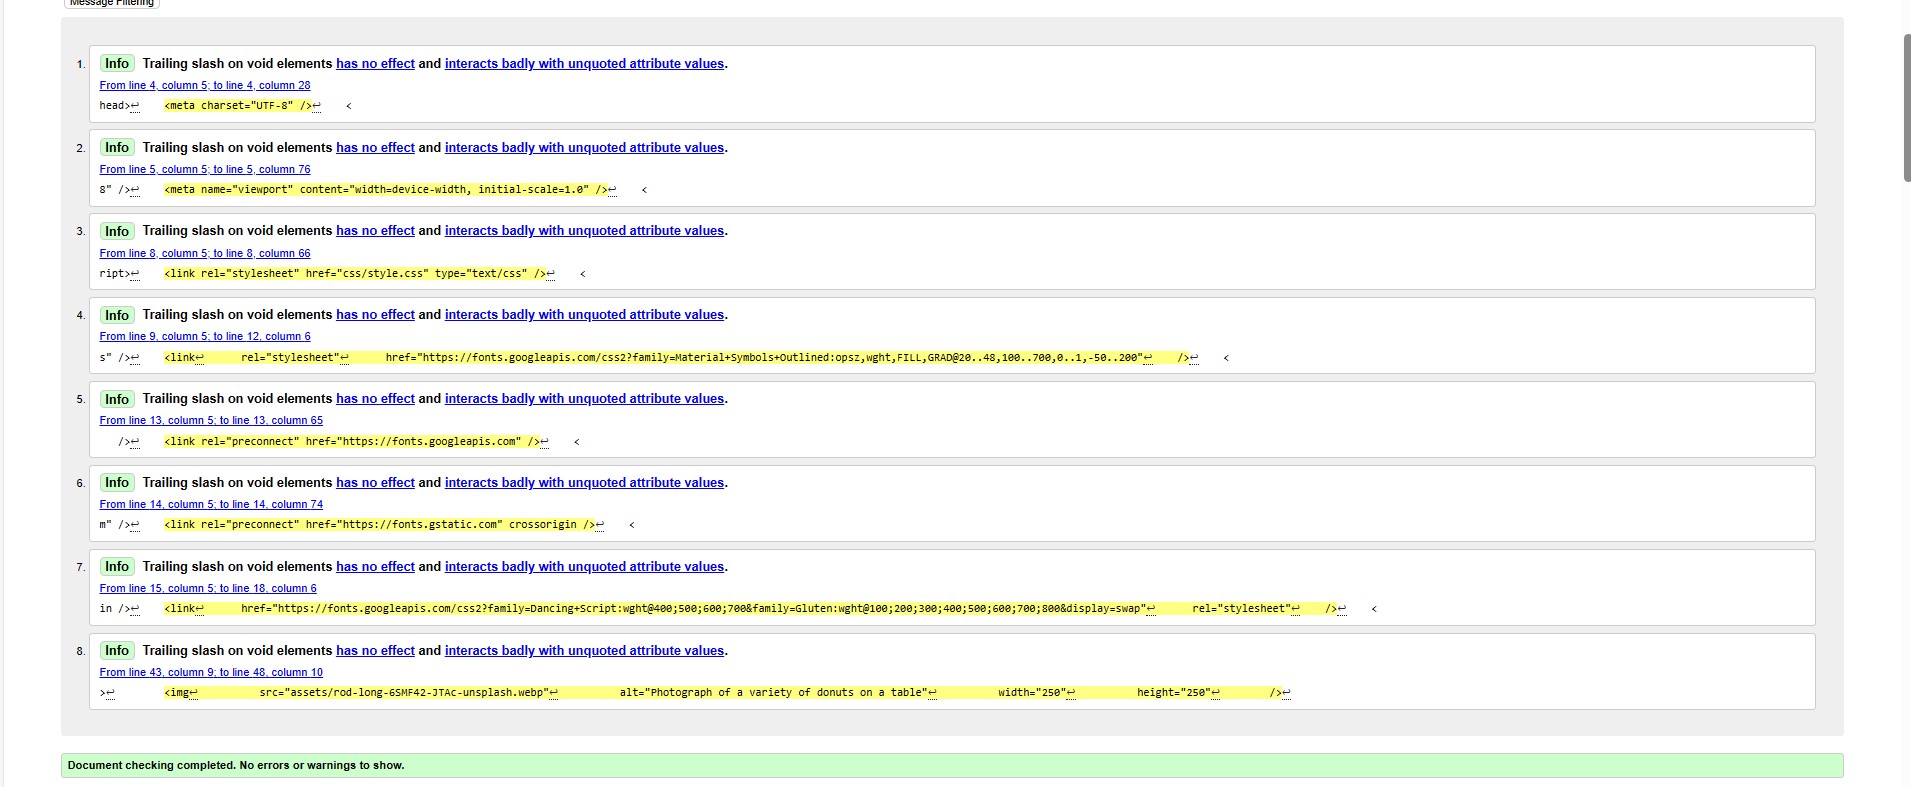 Message Filtering
1. Info Trailing slash on void elements has no effect and interacts badly with unquoted attribute values.
From line 4, column 5; to line 4, column 28
head>↩    <meta charset="UTF-8" />↩    <
2. Info Trailing slash on void elements has no effect and interacts badly with unquoted attribute values.
From line 5, column 5; to line 5, column 76
8" />↩    <meta name="viewport" content="width=device-width, initial-scale=1.0" />↩    <
3. Info Trailing slash on void elements has no effect and interacts badly with unquoted attribute values.
From line 8, column 5; to line 8, column 66
ript>↩    <link rel="stylesheet" href="css/style.css" type="text/css" />↩    <
4. Info Trailing slash on void elements has no effect and interacts badly with unquoted attribute values.
From line 9, column 5; to line 12, column 6
s" />↩    <link↩      rel="stylesheet"↩      href="https://fonts.googleapis.com/css2?family=Material+Symbols+Outlined:opsz,wght,FILL,GRAD@20..48,100..700,0..1,-50..200"↩    />↩    <
5. Info Trailing slash on void elements has no effect and interacts badly with unquoted attribute values.
From line 13, column 5; to line 13, column 65
/>↩    <link rel="preconnect" href="https://fonts.googleapis.com" />↩    <
6. Info Trailing slash on void elements has no effect and interacts badly with unquoted attribute values.
From line 14, column 5; to line 14, column 74
m" />↩    <link rel="preconnect" href="https://fonts.gstatic.com" crossorigin />↩    <
7. Info Trailing slash on void elements has no effect and interacts badly with unquoted attribute values.
From line 15, column 5; to line 18, column 6
in />↩    <link↩      href="https://fonts.googleapis.com/css2?family=Dancing+Script:wght@400;500;600;700&family=Gluten:wght@100;200;300;400;500;600;700;800&display=swap"↩      rel="stylesheet"↩    />↩    <
8. Info Trailing slash on void elements has no effect and interacts badly with unquoted attribute values.
From line 43, column 9; to line 48, column 10
>↩        <img↩          src="assets/rod-long-6SMF42-JTAc-unsplash.webp"↩          alt="Photograph of a variety of donuts on a table"↩          width="250"↩          height="250"↩        />↩
Document checking completed. No errors or warnings to show.